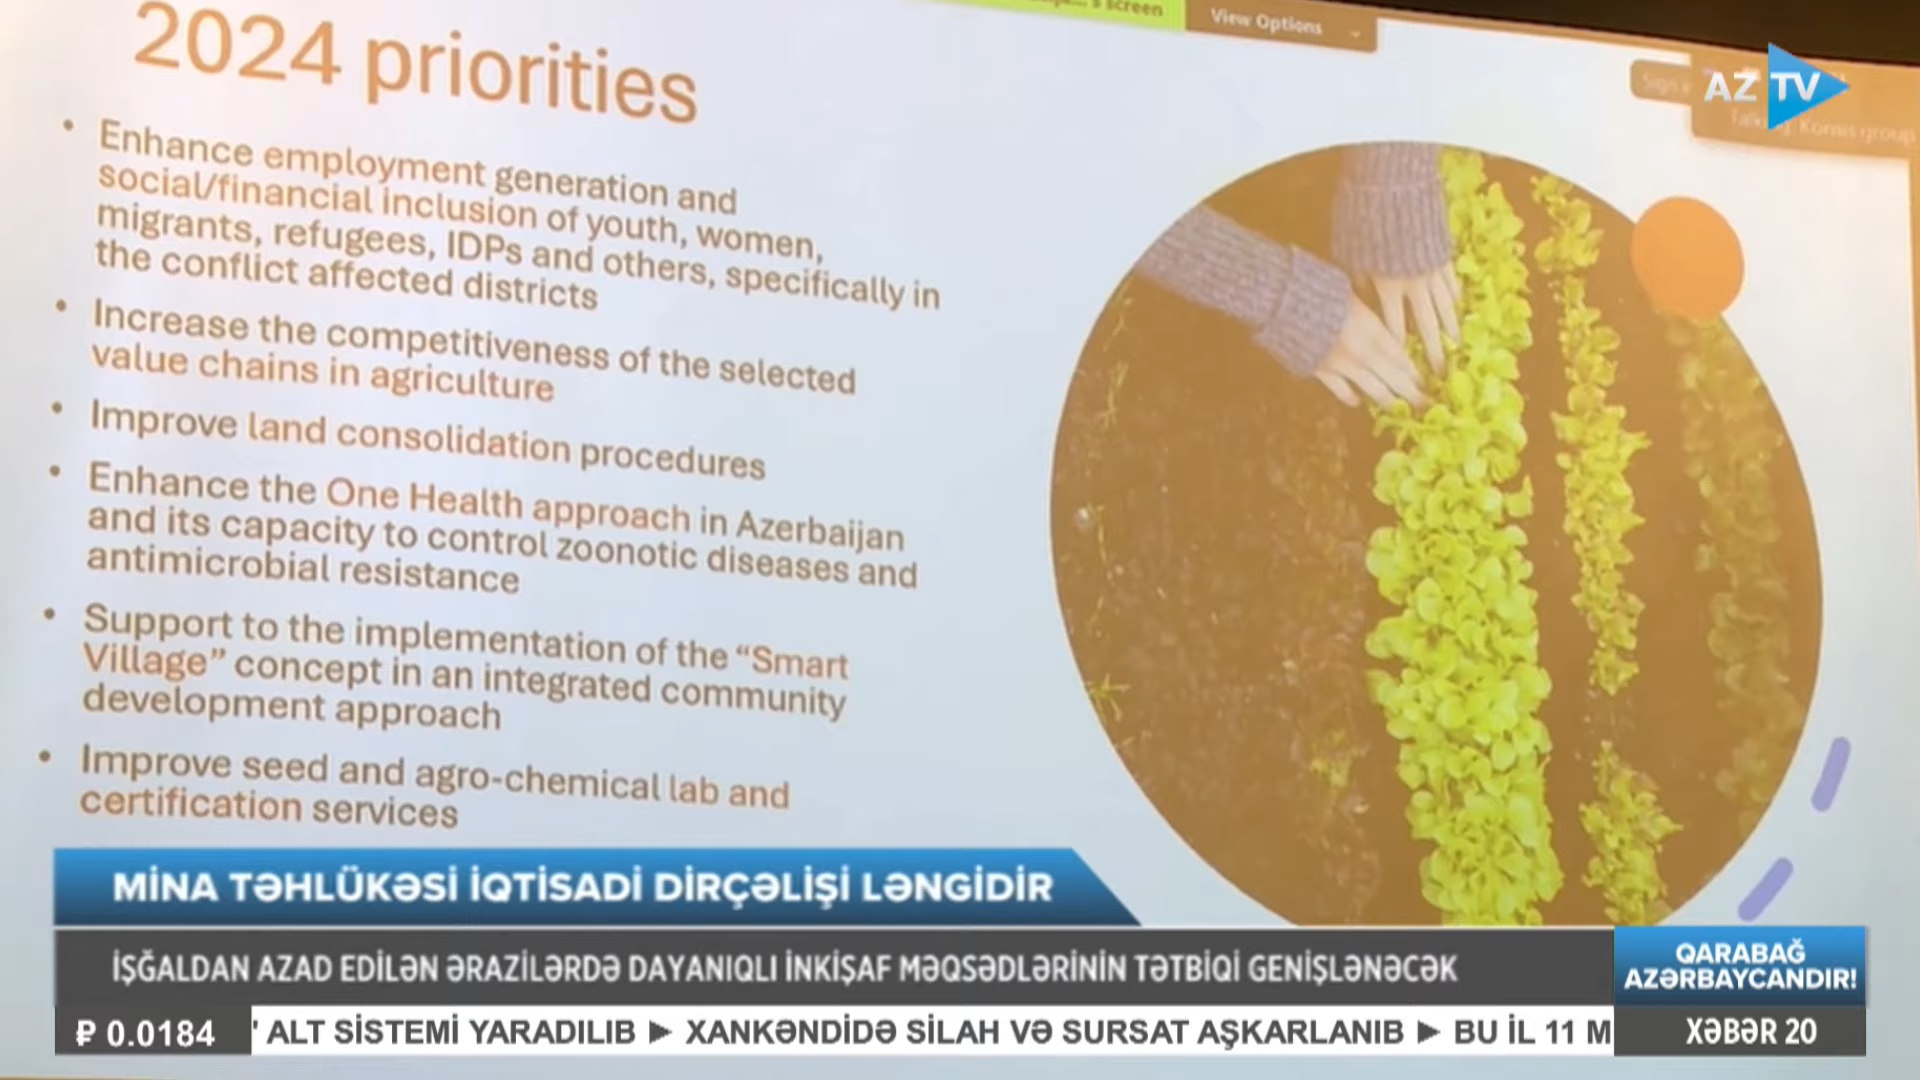 2024 priorities
s screen
View Options
AZTV
• Enhance employment generation and
social/financial inclusion of youth, women,
migrants, refugees, IDPs and others, specifically in
the conflict affected districts
• Increase the competitiveness of the selected
value chains in agriculture
• Improve land consolidation procedures
• Enhance the One Health approach in Azerbaijan
and its capacity to control zoonotic diseases and
antimicrobial resistance
• Support to the implementation of the “Smart
Village” concept in an integrated community
development approach
• Improve seed and agro-chemical lab and
certification services
MİNA TƏHLÜKƏSİ İQTİSADİ DİRÇƏLİŞİ LƏNGİDİR
İŞĞALDAN AZAD EDİLƏN ƏRAZİLƏRDƏ DAYANIQLI İNKİŞAF MƏQSƏDLƏRİNİN TƏTBİQİ GENİŞLƏNƏCƏK
QARABAĞ
AZƏRBAYCANDIR!
₽ 0.0184
ALT SİSTEMİ YARADILIB ► XANKƏNDİDƏ SİLAH VƏ SURSAT AŞKARLANIB ► BU İL 11 M
XƏBƏR 20